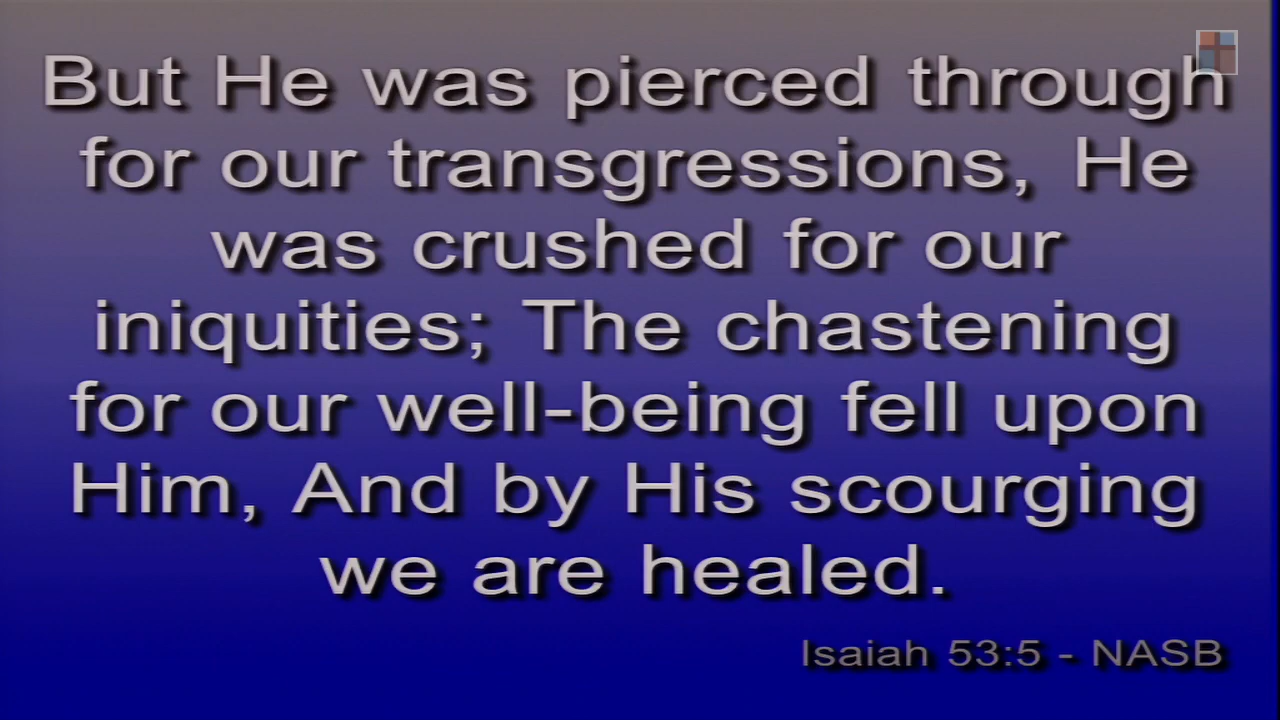 But He was pierced through
for our transgressions, He
was crushed for our
iniquities; The chastening
for our well-being fell upon
Him, And by His scourging
we are healed.
Isaiah 53:5 - NASB